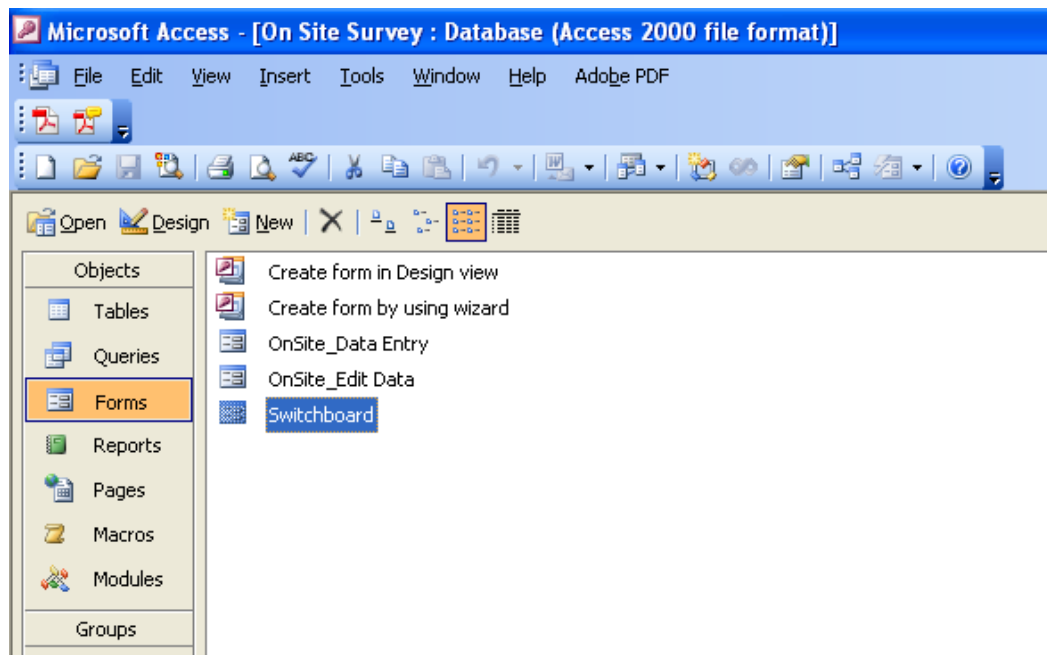 Microsoft Access - [On Site Survey : Database (Access 2000 file format)]
File Edit View Insert Tools Window Help Adobe PDF
ABC
W
Open Design New
Objects
Create form in Design view
Tables
Create form by using wizard
Queries
OnSite_Data Entry
OnSite_Edit Data
Forms
Switchboard
Reports
Pages
Macros
Modules
Groups